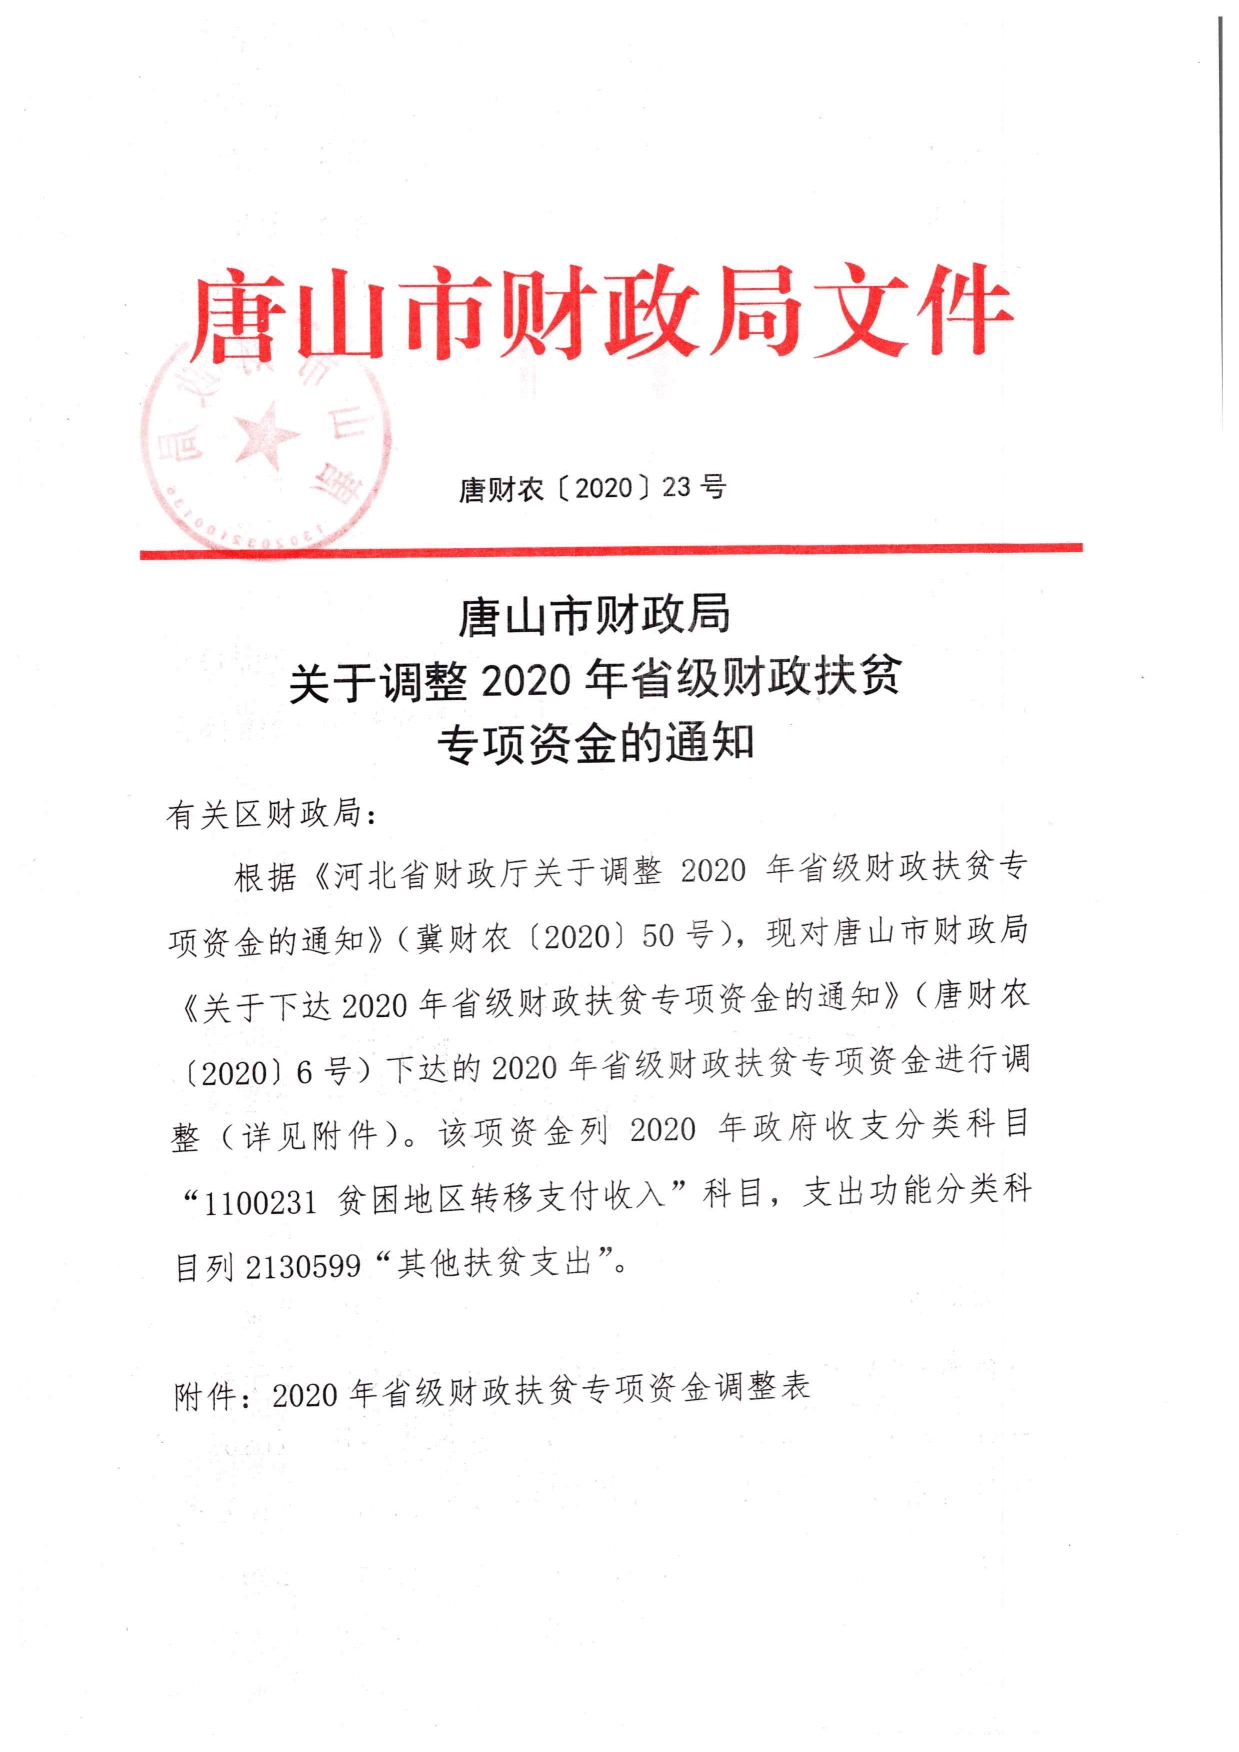 唐山市财政局文件
唐财农〔2020〕23号
唐山市财政局
关于调整 2020 年省级财政扶贫
专项资金的通知
有关区财政局：
根据《河北省财政厅关于调整 2020 年省级财政扶贫专
项资金的通知》（冀财农〔2020〕50号），现对唐山市财政局
《关于下达2020年省级财政扶贫专项资金的通知》（唐财农
〔2020〕6号）下达的2020年省级财政扶贫专项资金进行调
整（详见附件）。该项资金列 2020 年政府收支分类科目
“1100231 贫困地区转移支付收入”科目，支出功能分类科
目列2130599“其他扶贫支出”。
附件：2020年省级财政扶贫专项资金调整表